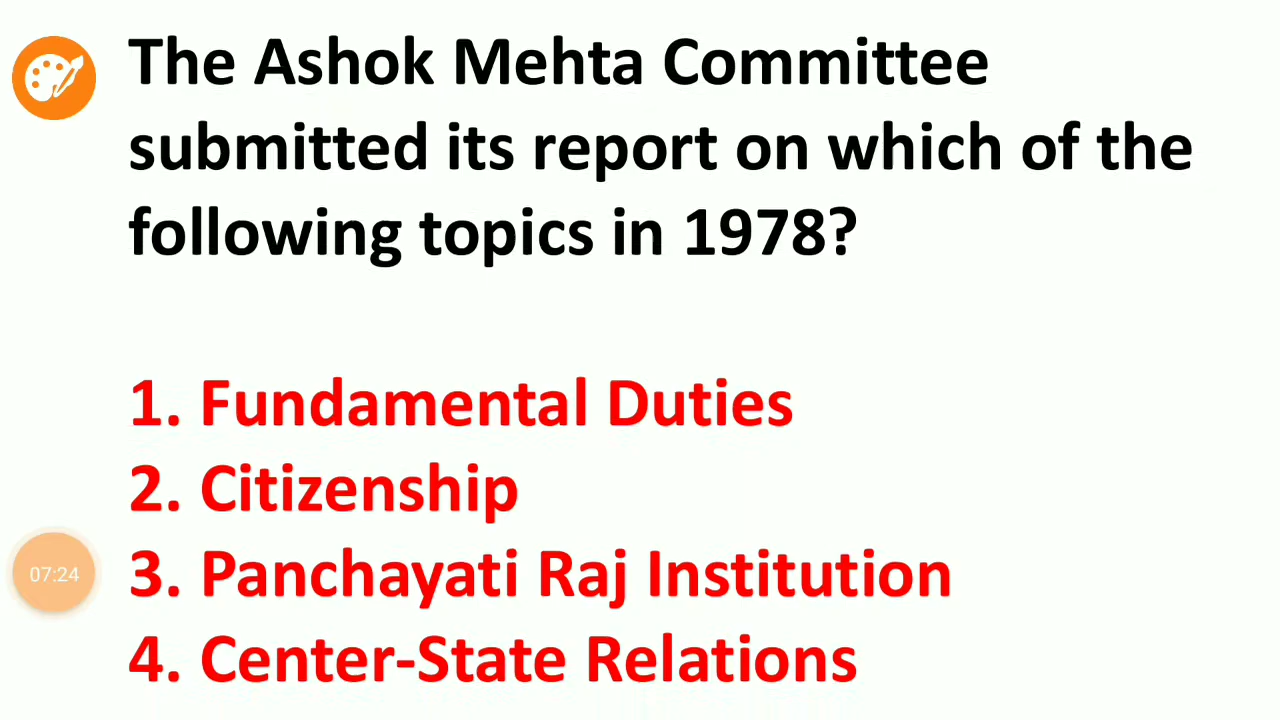 The Ashok Mehta Committee
submitted its report on which of the
following topics in 1978?
1. Fundamental Duties
2. Citizenship
3. Panchayati Raj Institution
07:24
4. Center-State Relations